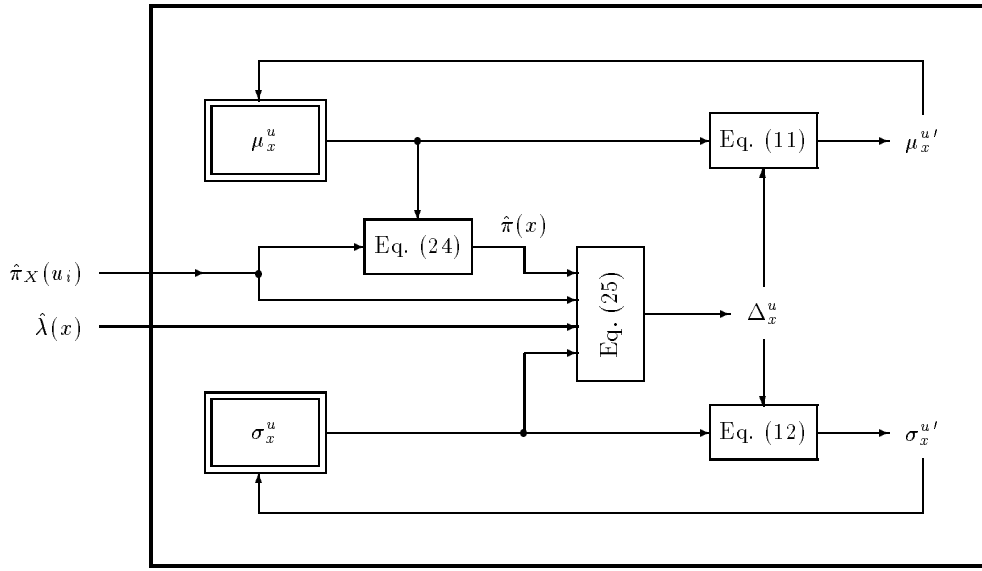 μ_x^u
Eq. (11)
μ_x^u′
π̂(x)
Eq. (24)
π̂_X(u_i)
Eq. (25)
Δ_x^u
λ̂(x)
σ_x^u
Eq. (12)
σ_x^u′